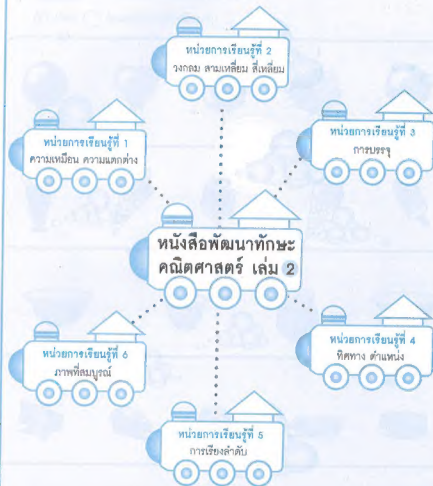 หน่วยการเรียนรู้ที่ 2
วงกลม สามเหลี่ยม สี่เหลี่ยม
หน่วยการเรียนรู้ที่ 1
ความเหมือน ความแตกต่าง
หน่วยการเรียนรู้ที่ 3
การบรรจุ
หนังสือพัฒนาทักษะ
คณิตศาสตร์ เล่ม 2
หน่วยการเรียนรู้ที่ 6
ภาพที่สมบูรณ์
หน่วยการเรียนรู้ที่ 4
ทิศทาง ตำแหน่ง
หน่วยการเรียนรู้ที่ 5
การเรียงลำดับ